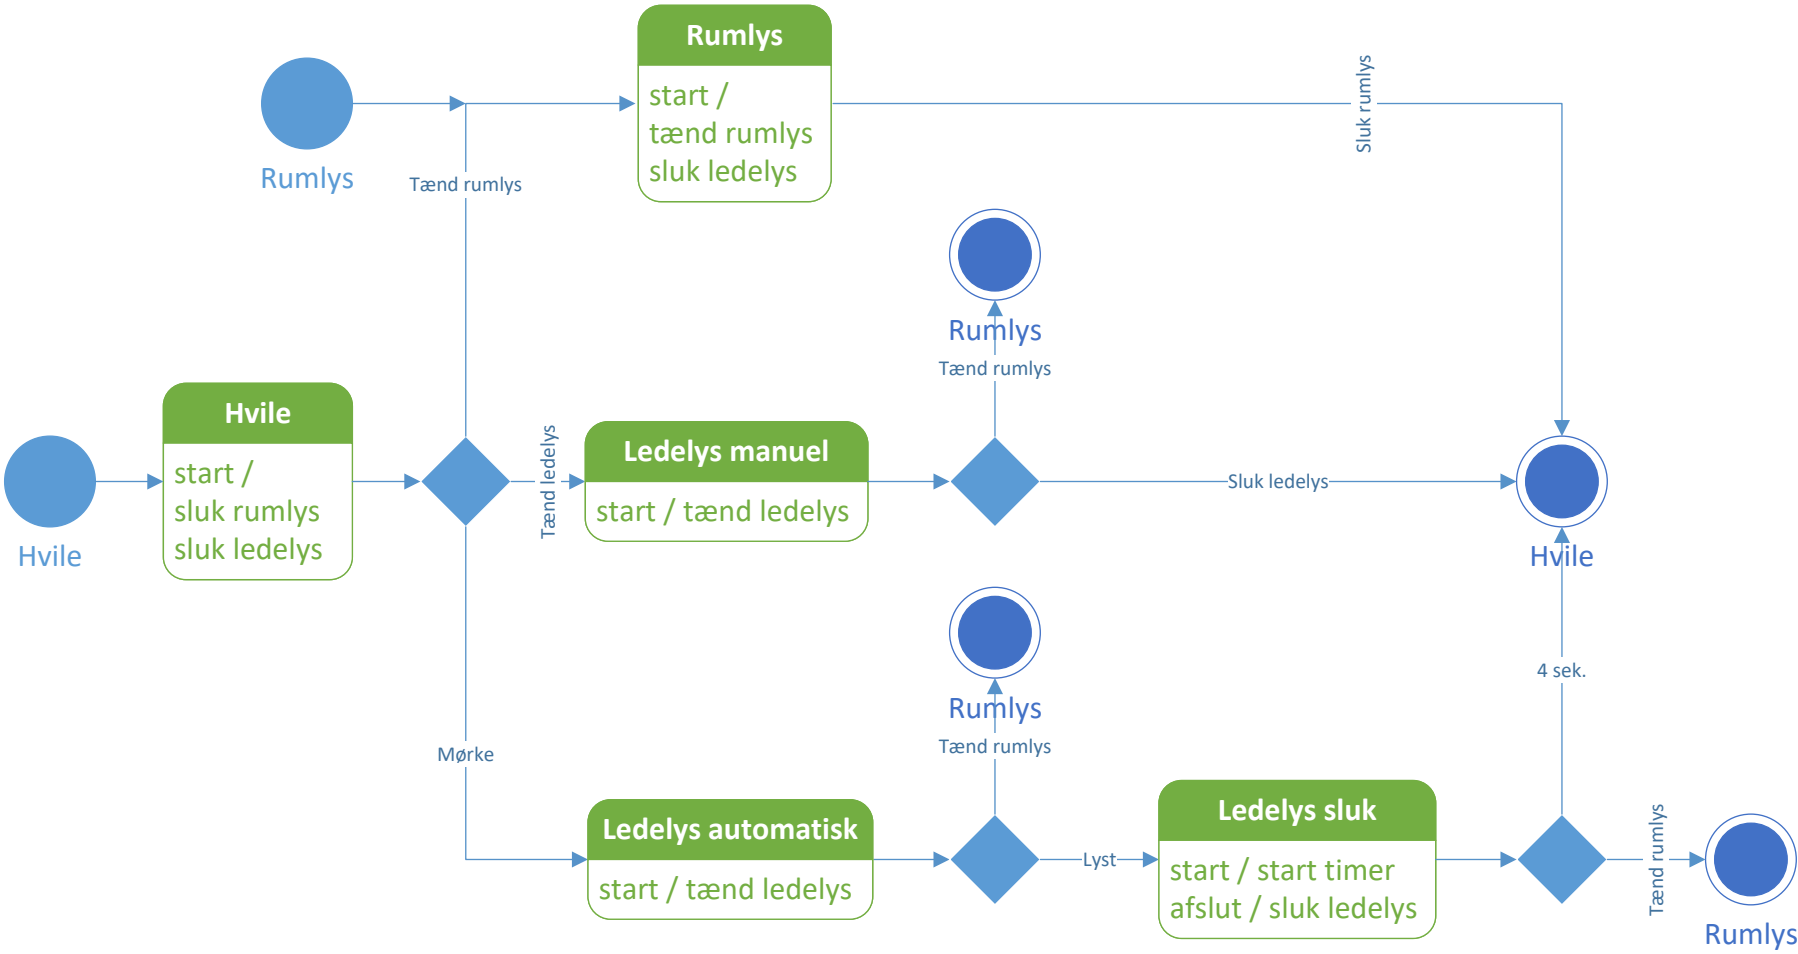 Rumlys
start /
tænd rumlys
sluk ledelys
Sluk rumlys
Rumlys
Tænd rumlys
Rumlys
Tænd rumlys
Hvile
start /
sluk rumlys
sluk ledelys
Hvile
Tænd ledelys
Ledelys manuel
start / tænd ledelys
Sluk ledelys
Hvile
Rumlys
Tænd rumlys
4 sek.
Mørke
Ledelys automatisk
start / tænd ledelys
Lyst
Ledelys sluk
start / start timer
afslut / sluk ledelys
Tænd rumlys
Rumlys